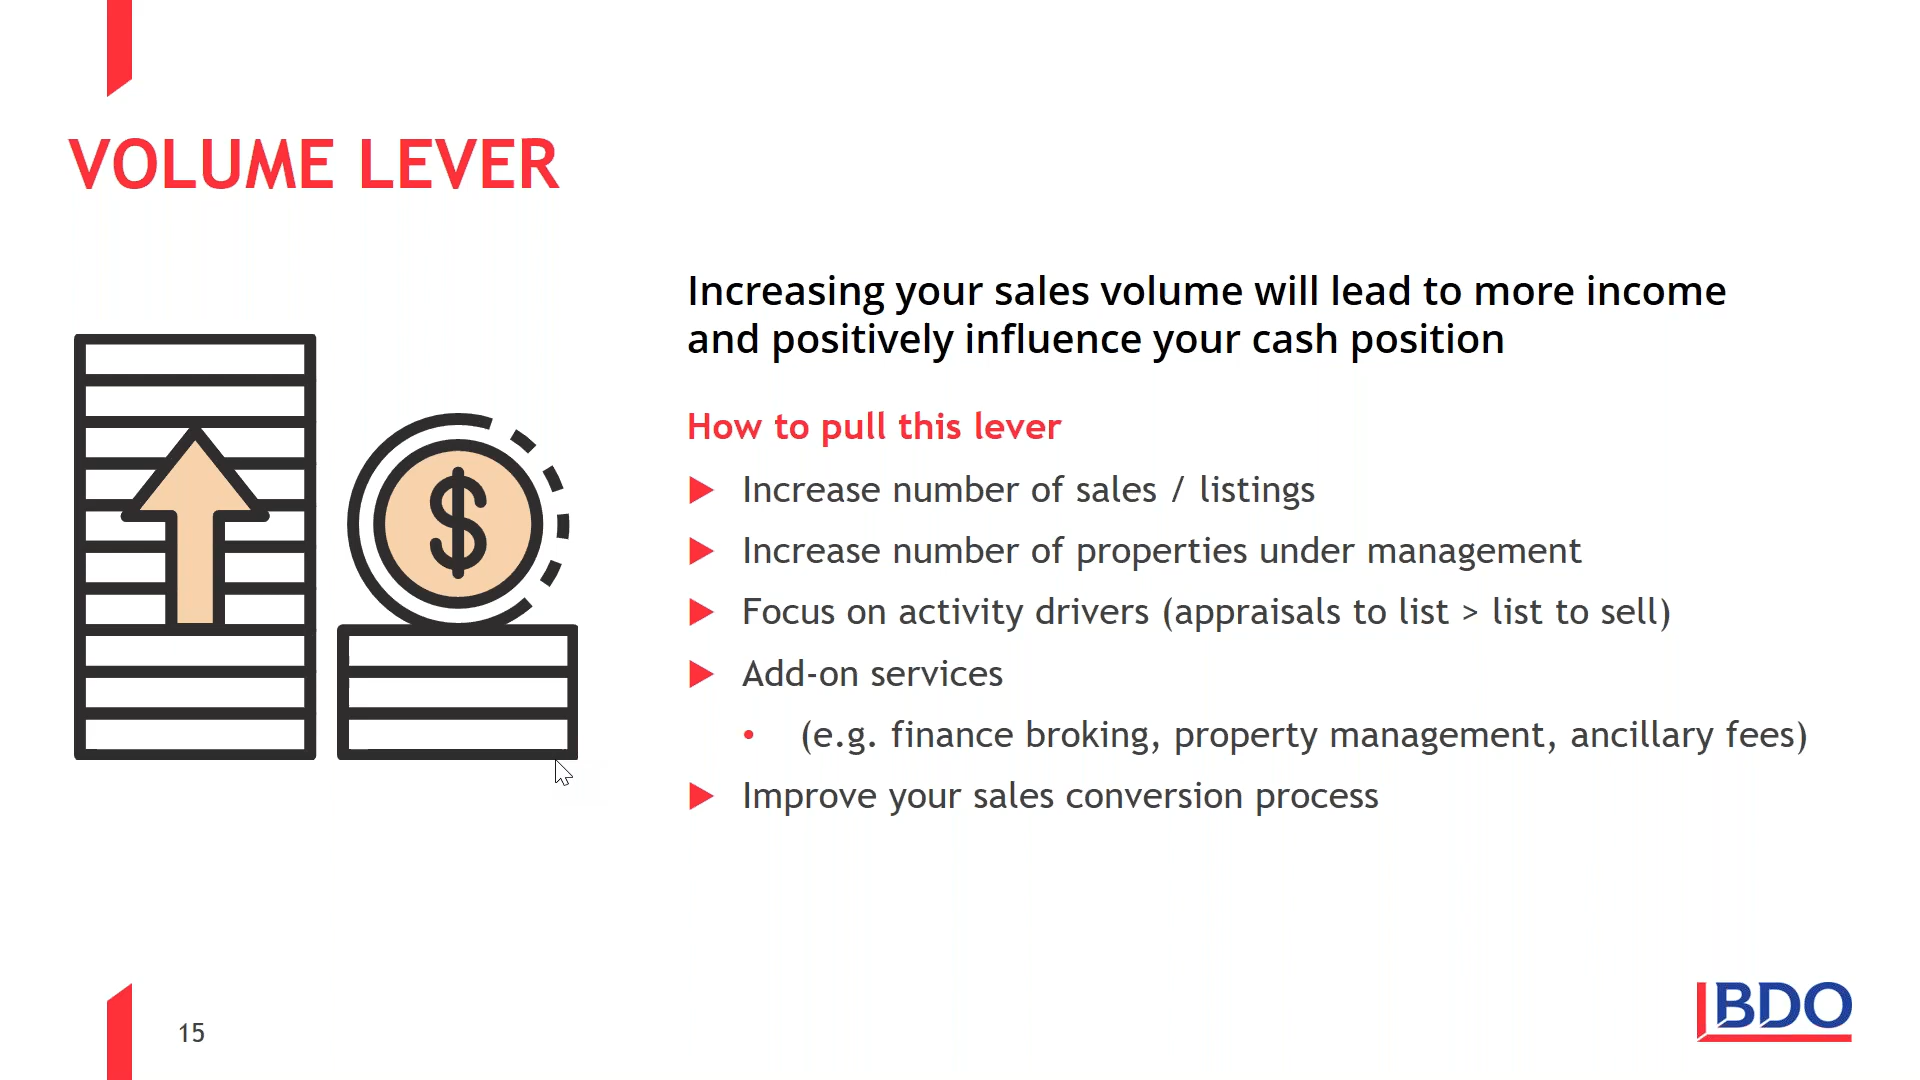 VOLUME LEVER
Increasing your sales volume will lead to more income
and positively influence your cash position
How to pull this lever
Increase number of sales / listings
Increase number of properties under management
Focus on activity drivers (appraisals to list > list to sell)
Add-on services
(e.g. finance broking, property management, ancillary fees)
Improve your sales conversion process
$
15
BDO